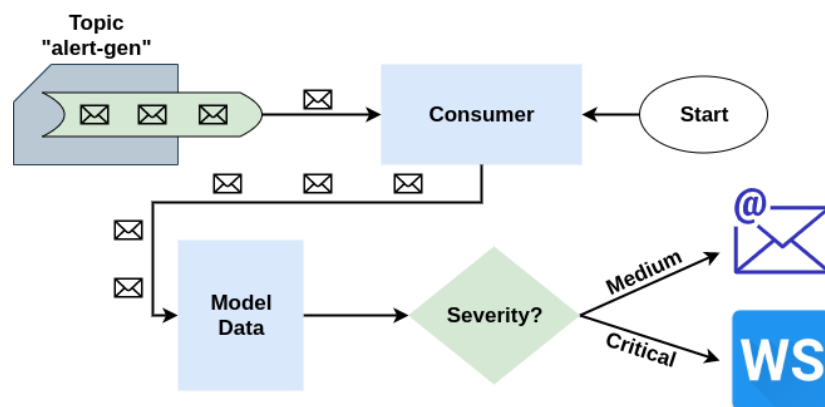 Topic
"alert-gen"
Consumer
Start
Model
Data
Severity?
Medium
Critical
@
WS